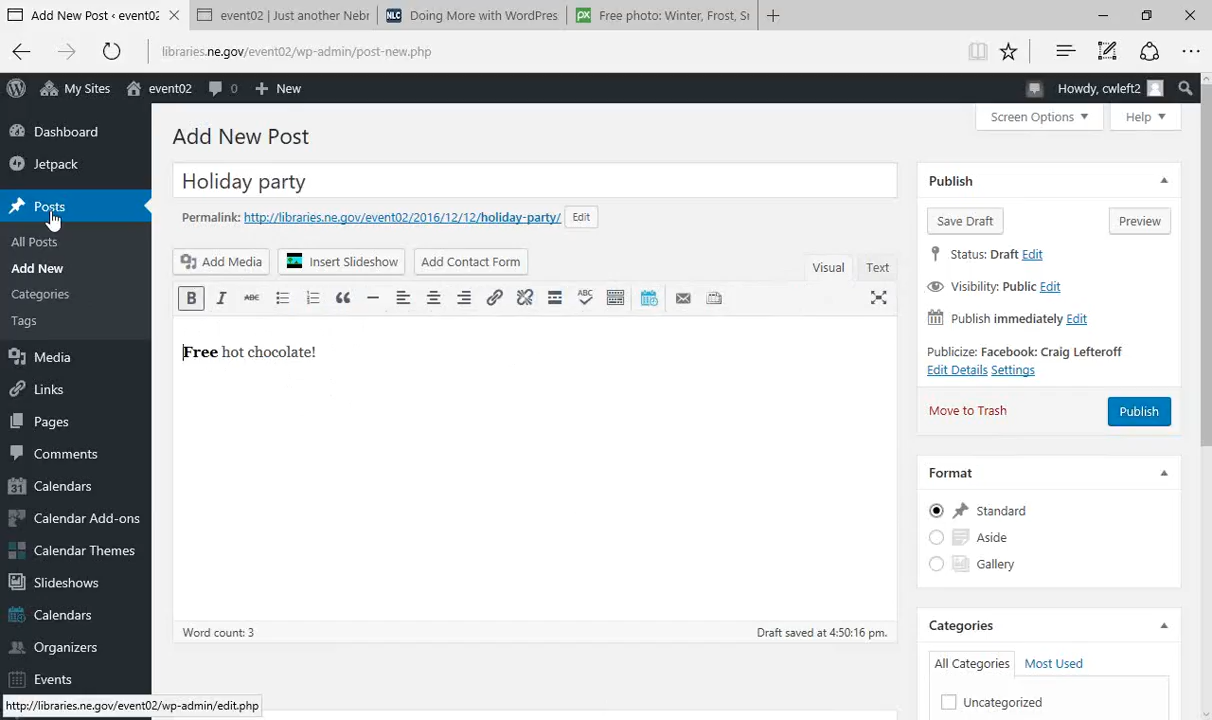 Add New Post ‹ event02
event02 | Just another Nebr
NLC Doing More with WordPres
px Free photo: Winter, Frost, Sn
libraries.ne.gov/event02/wp-admin/post-new.php
My Sites event02 0 New Howdy, cwleft2
Screen Options Help
Dashboard
Jetpack
Posts
All Posts
Add New
Categories
Tags
Media
Links
Pages
Comments
31 Calendars
Calendar Add-ons
Calendar Themes
Slideshows
Calendars
Organizers
Events
http://libraries.ne.gov/event02/wp-admin/edit.php
Add New Post
Holiday party
Permalink: http://libraries.ne.gov/event02/2016/12/12/holiday-party/ Edit
Add Media Insert Slideshow Add Contact Form Visual Text
B I ABC ABC
Free hot chocolate!
Word count: 3 Draft saved at 4:50:16 pm.
Publish
Save Draft Preview
Status: Draft Edit
Visibility: Public Edit
Publish immediately Edit
Publicize: Facebook: Craig Lefteroff
Edit Details Settings
Move to Trash Publish
Format
Standard
Aside
Gallery
Categories
All Categories Most Used
Uncategorized